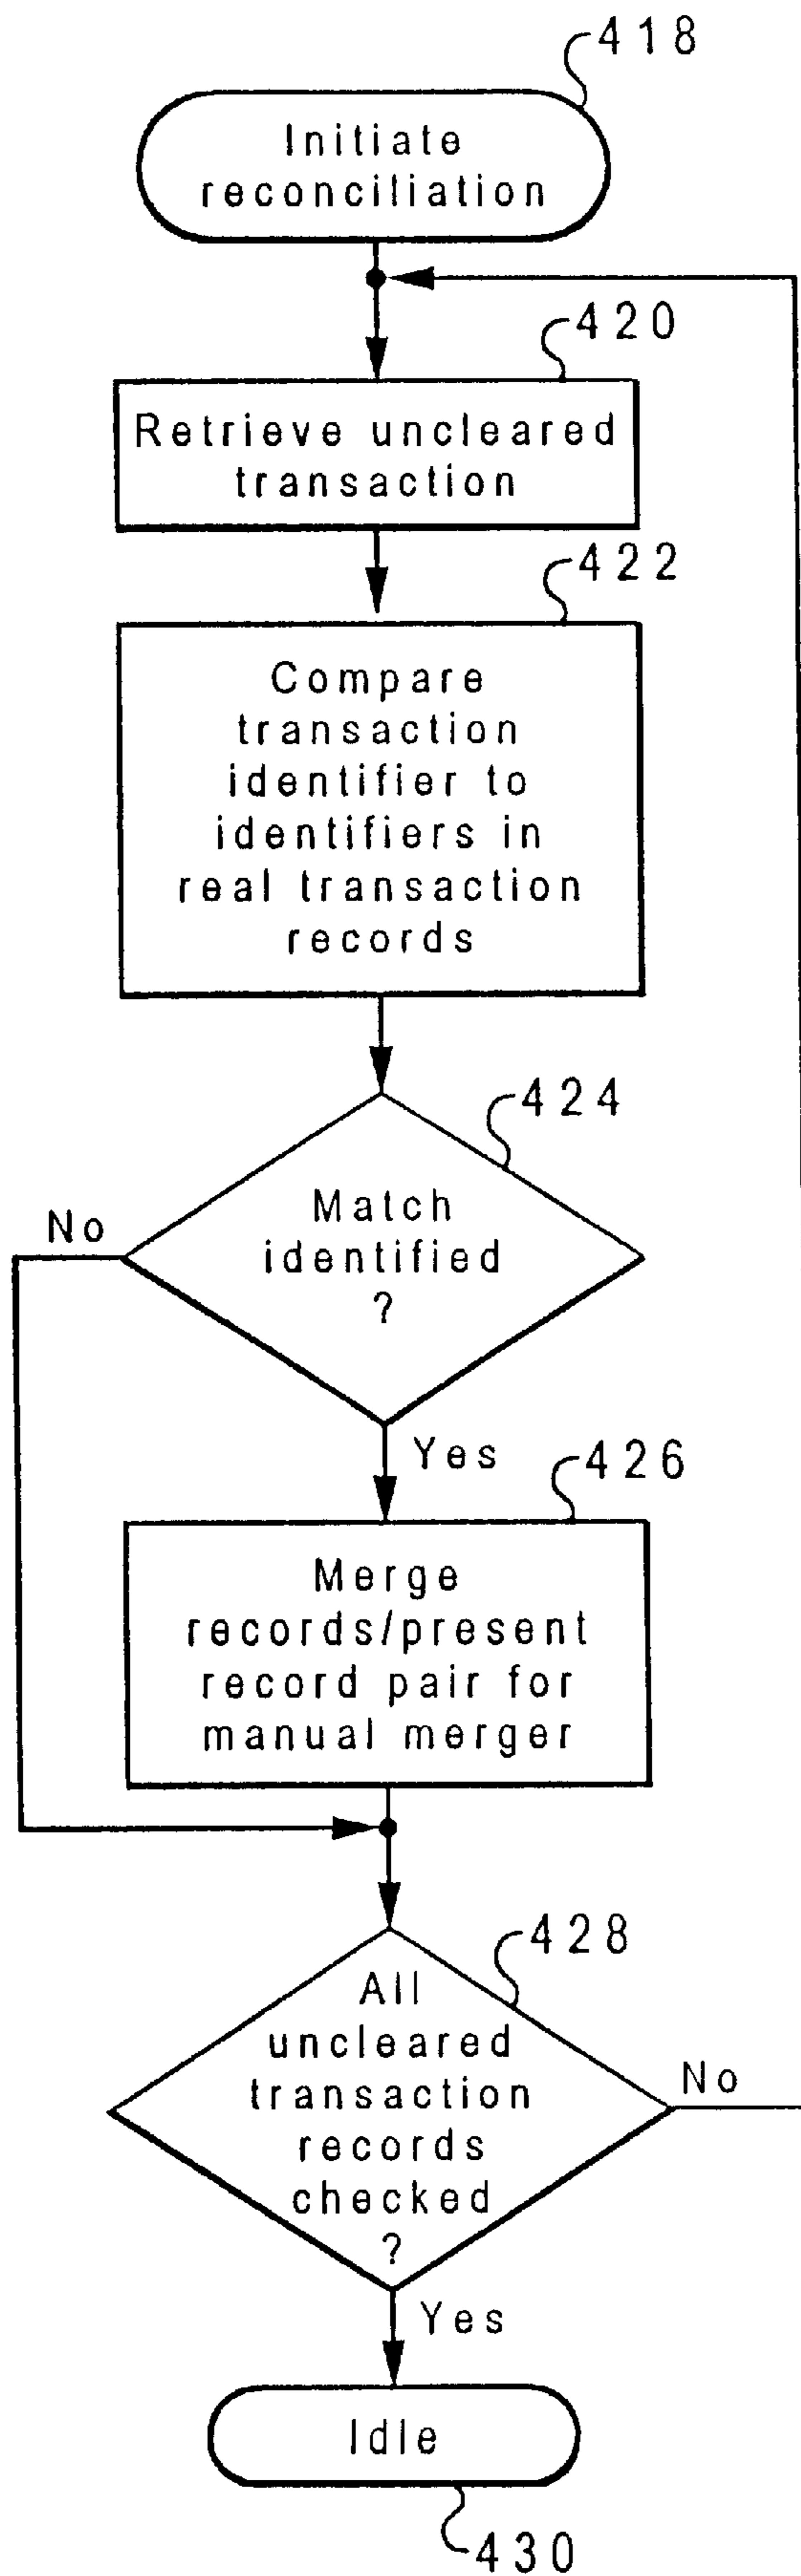 418
Initiate
reconciliation
420
Retrieve uncleared
transaction
422
Compare
transaction
identifier to
identifiers in
real transaction
records
424
No
Match
identified
?
Yes
426
Merge
records/present
record pair for
manual merger
428
All
uncleared
transaction
records
checked
?
No
Yes
Idle
430